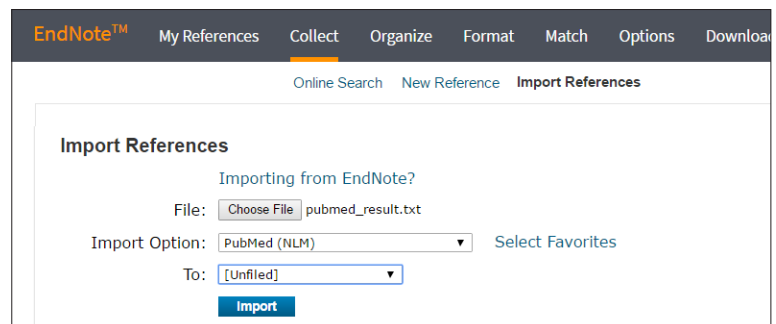 EndNote™ My References Collect Organize Format Match Options Downloa
Online Search New Reference Import References
Import References
Importing from EndNote?
File: Choose File pubmed_result.txt
Import Option: PubMed (NLM) ▼ Select Favorites
To: [Unfiled] ▼
Import